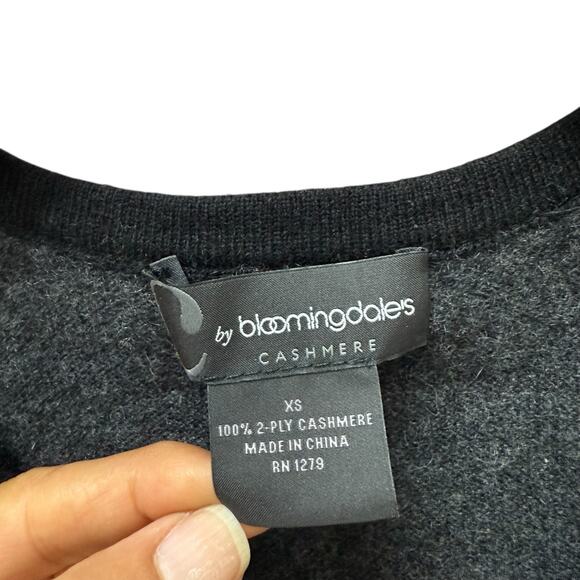 by bloomingdale's
CASHMERE
XS
100% 2-PLY CASHMERE
MADE IN CHINA
RN 1279